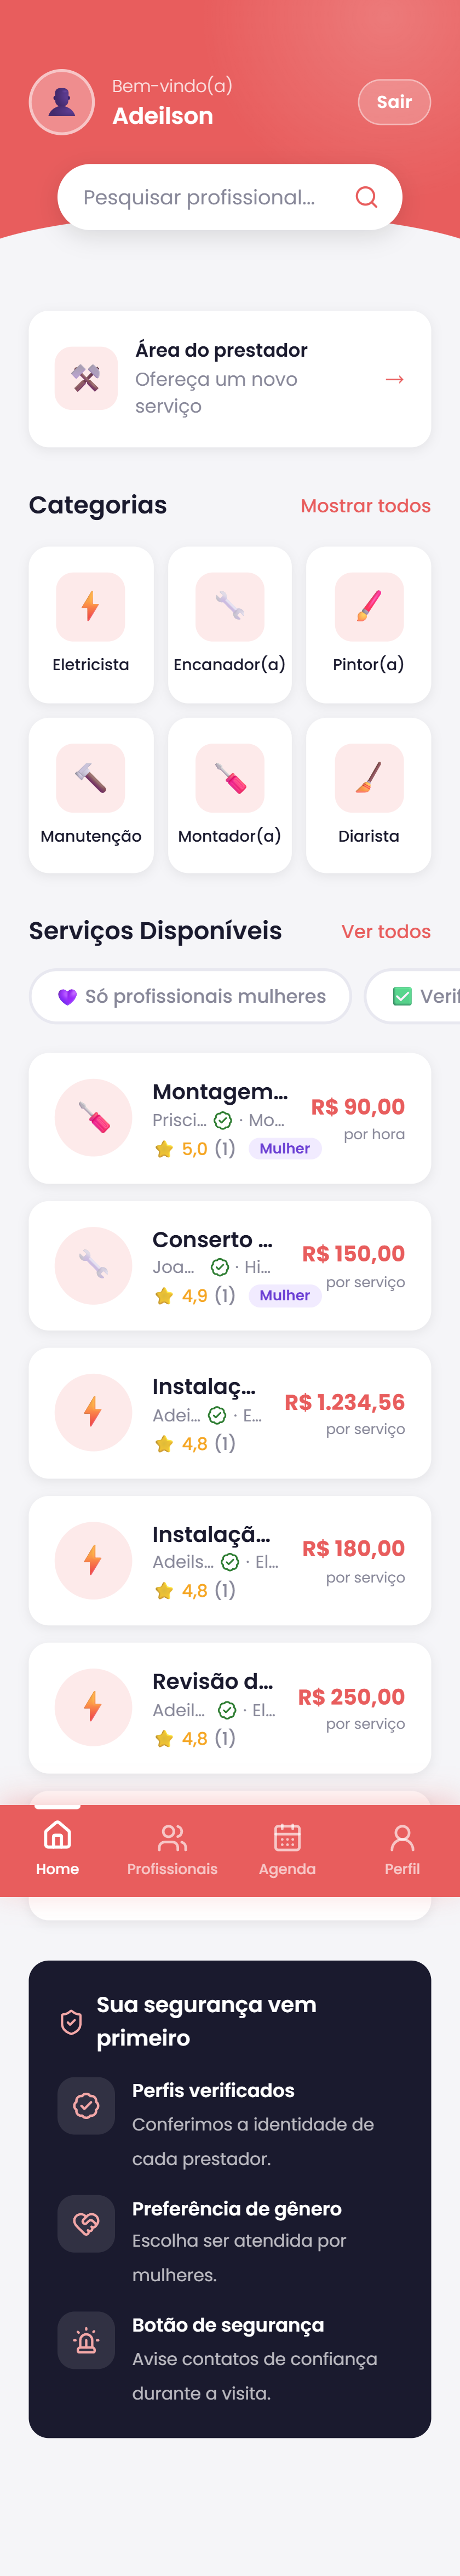 Bem-vindo(a)
Adeilson
Sair
Pesquisar profissional...
Área do prestador
Ofereça um novo
serviço
→
Categorias
Mostrar todos
Eletricista
Encanador(a)
Pintor(a)
Manutenção
Montador(a)
Diarista
Serviços Disponíveis
Ver todos
Só profissionais mulheres
Verif
Montagem...
R$ 90,00
Prisci... · Mo...
por hora
5,0 (1) Mulher
Conserto ...
R$ 150,00
Joa... · Hi...
por serviço
4,9 (1) Mulher
Instalaç...
R$ 1.234,56
Adei... · E...
por serviço
4,8 (1)
Instalaçã...
R$ 180,00
Adeils... · El...
por serviço
4,8 (1)
Revisão d...
R$ 250,00
Adeil... · El...
por serviço
4,8 (1)
Home
Profissionais
Agenda
Perfil
Sua segurança vem
primeiro
Perfis verificados
Conferimos a identidade de
cada prestador.
Preferência de gênero
Escolha ser atendida por
mulheres.
Botão de segurança
Avise contatos de confiança
durante a visita.